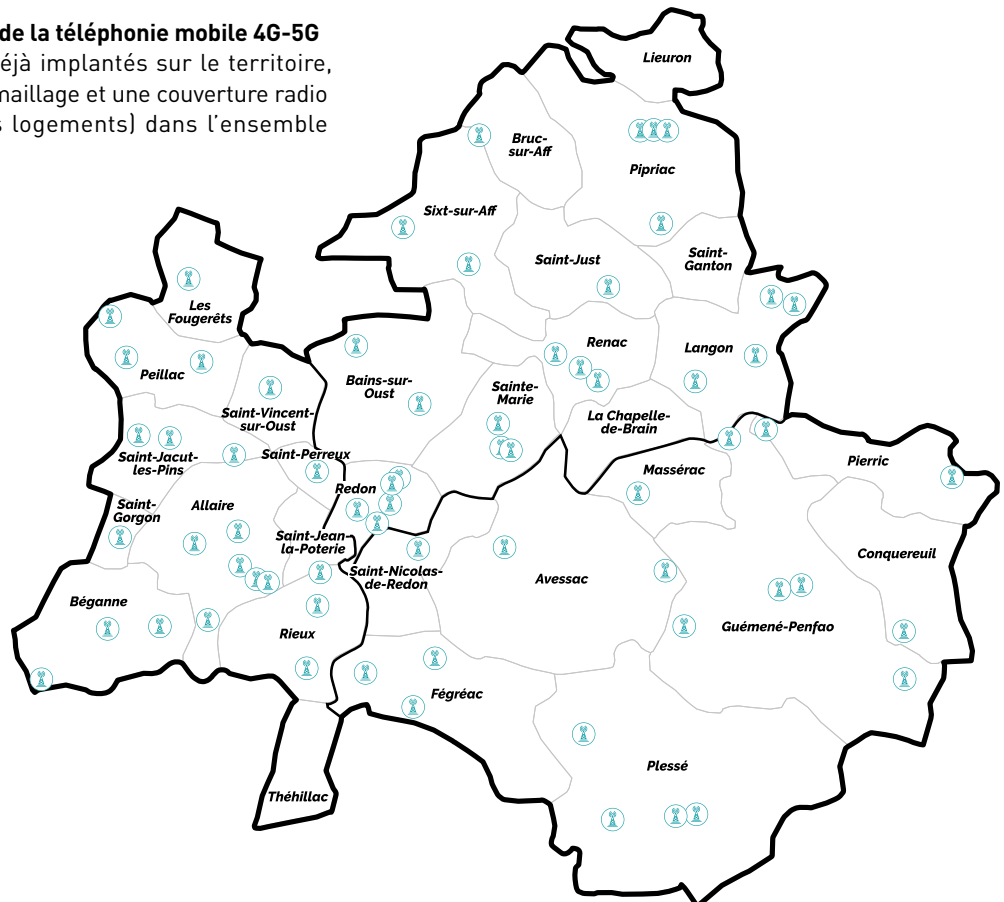 de la téléphonie mobile 4G-5G
éjà implantés sur le territoire,
maillage et une couverture radio
s logements) dans l'ensemble
Lieuron
Bruc-
sur-Aff
Pipriac
Sixt-sur-Aff
Saint-Just
Saint-
Ganton
Les
Fougerêts
Renac
Langon
Peillac
Bains-sur-
Oust
Sainte-
Marie
Saint-Vincent-
sur-Oust
La Chapelle-
de-Brain
Saint-Jacut-
les-Pins
Saint-Perreux
Massérac
Pierric
Redon
Saint-
Gorgon
Allaire
Saint-Jean-
la-Poterie
Saint-Nicolas-
de-Redon
Avessac
Conquereuil
Béganne
Rieux
Guémené-Penfao
Fégréac
Plessé
Théhillac